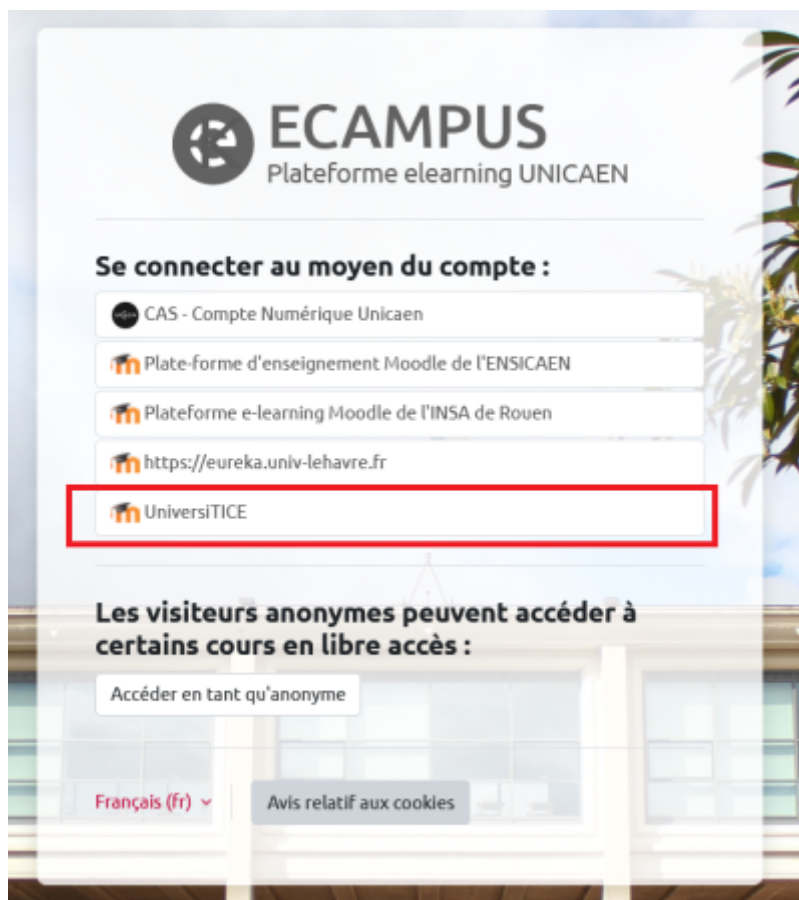 ECAMPUS
Plateforme elearning UNICAEN
Se connecter au moyen du compte :
CAS - Compte Numérique Unicaen
Plate-forme d'enseignement Moodle de l'ENSICAEN
Plateforme e-learning Moodle de l'INSA de Rouen
https://eureka.univ-lehavre.fr
UniversiTICE
Les visiteurs anonymes peuvent accéder à
certains cours en libre accès :
Accéder en tant qu'anonyme
Français (fr)
Avis relatif aux cookies